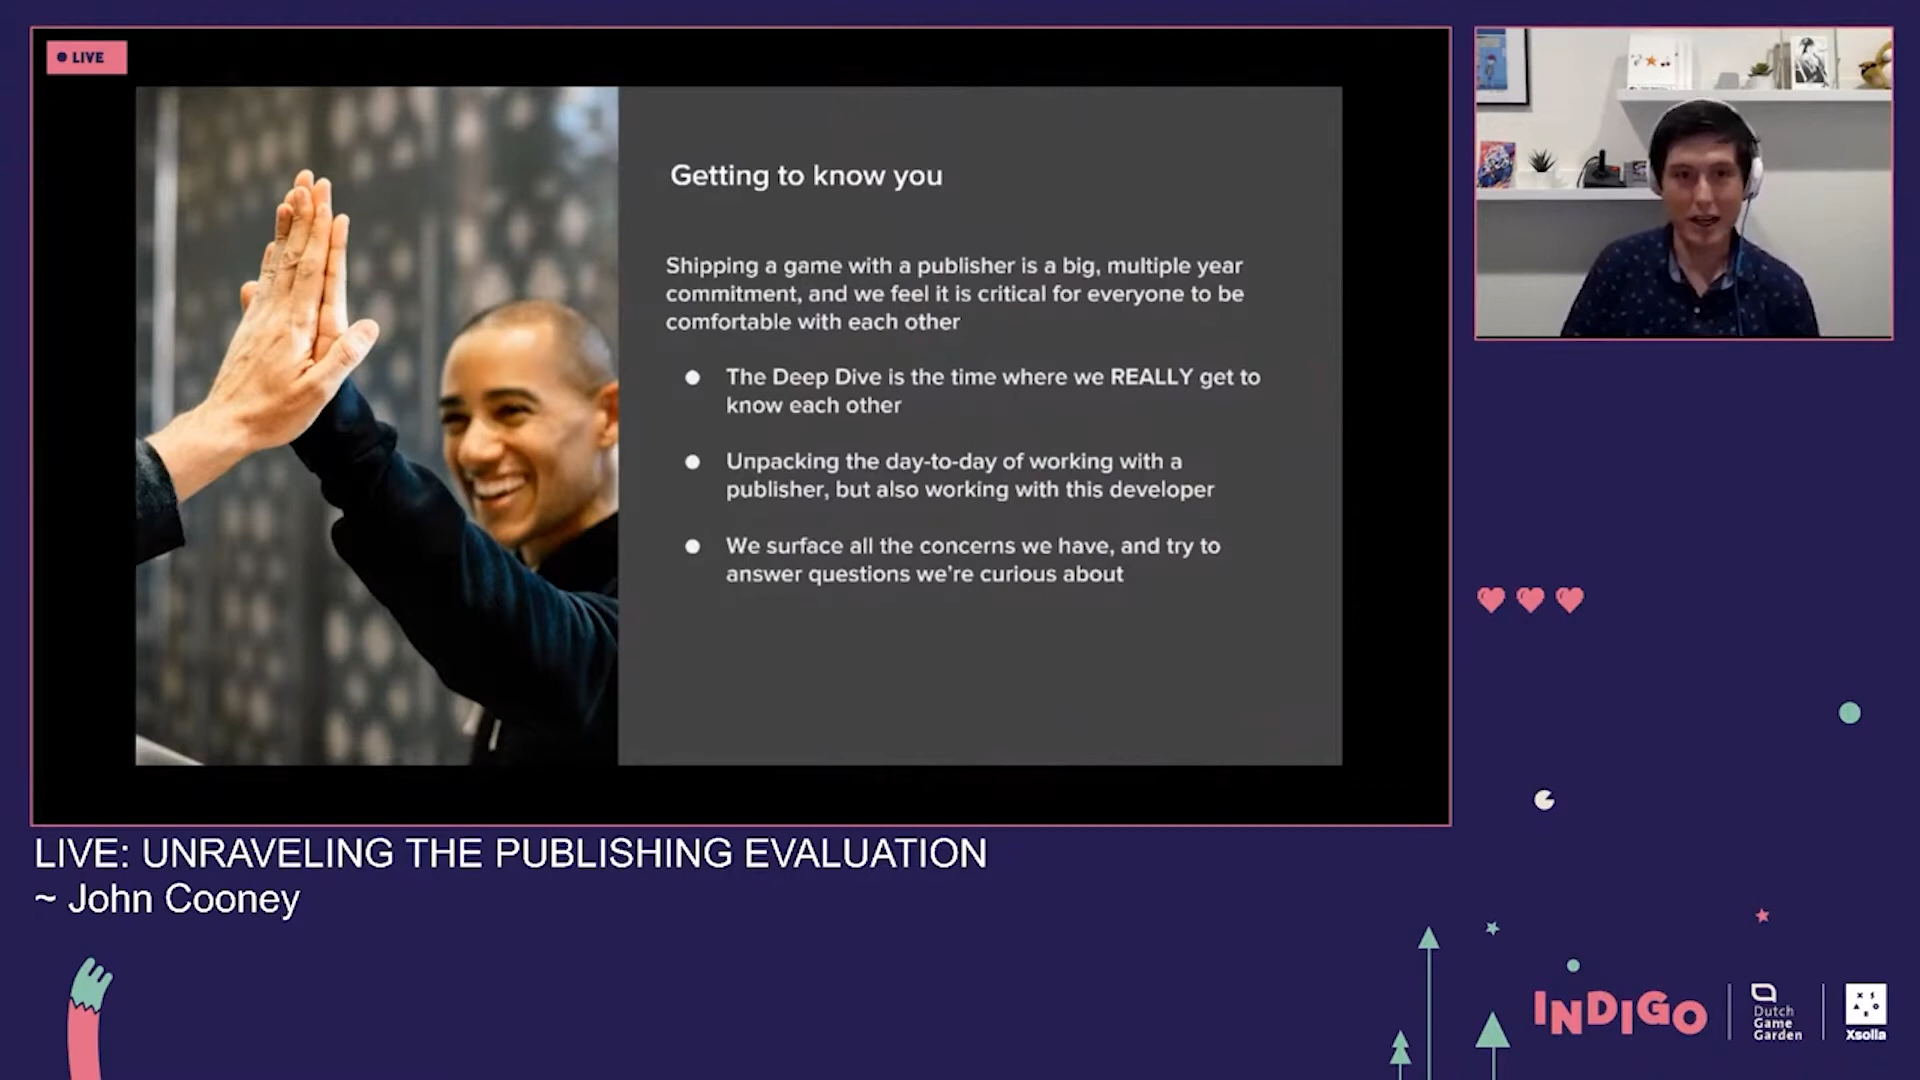 LIVE
Getting to know you
Shipping a game with a publisher is a big, multiple year
commitment, and we feel it is critical for everyone to be
comfortable with each other
The Deep Dive is the time where we REALLY get to
know each other
Unpacking the day-to-day of working with a
publisher, but also working with this developer
We surface all the concerns we have, and try to
answer questions we're curious about
LIVE: UNRAVELING THE PUBLISHING EVALUATION
~ John Cooney
INDIGO
Dutch
Game
Garden
Xsolla